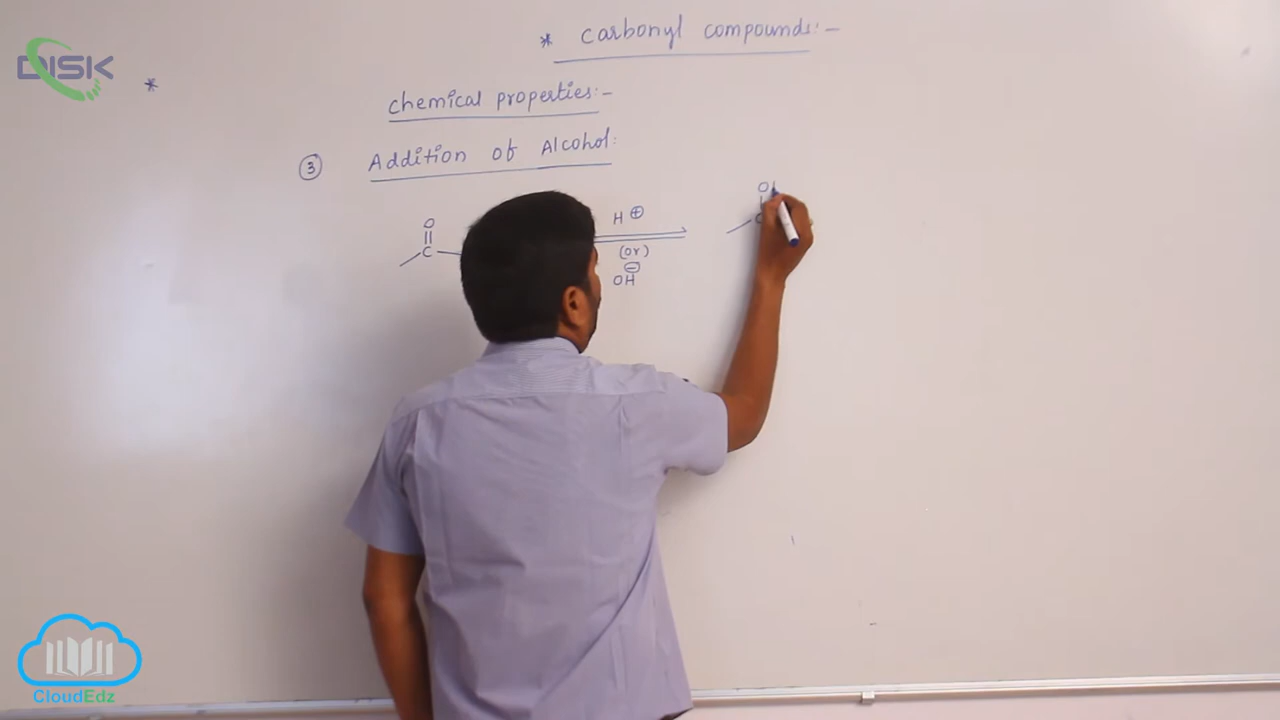 DISK
* Carbonyl compounds:-
*
chemical properties:-
③ Addition of Alcohol:
O
C
H⊕
(or)
⊖
OH
O
C
CloudEdz